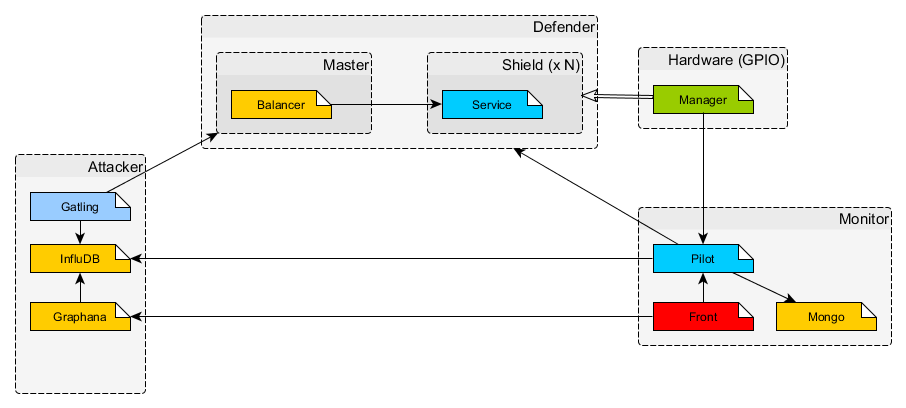 Defender
Master
Shield (x N)
Hardware (GPIO)
Balancer
Service
Manager
Attacker
Gatling
InfluDB
Graphana
Monitor
Pilot
Front
Mongo